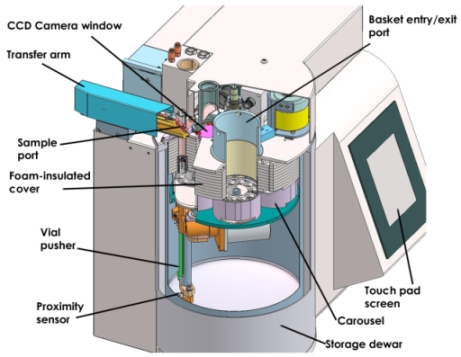 CCD Camera window
Basket entry/exit
port
Transfer arm
Sample
port
Foam-insulated
cover
Vial
pusher
Proximity
sensor
Touch pad
screen
Carousel
Storage dewar